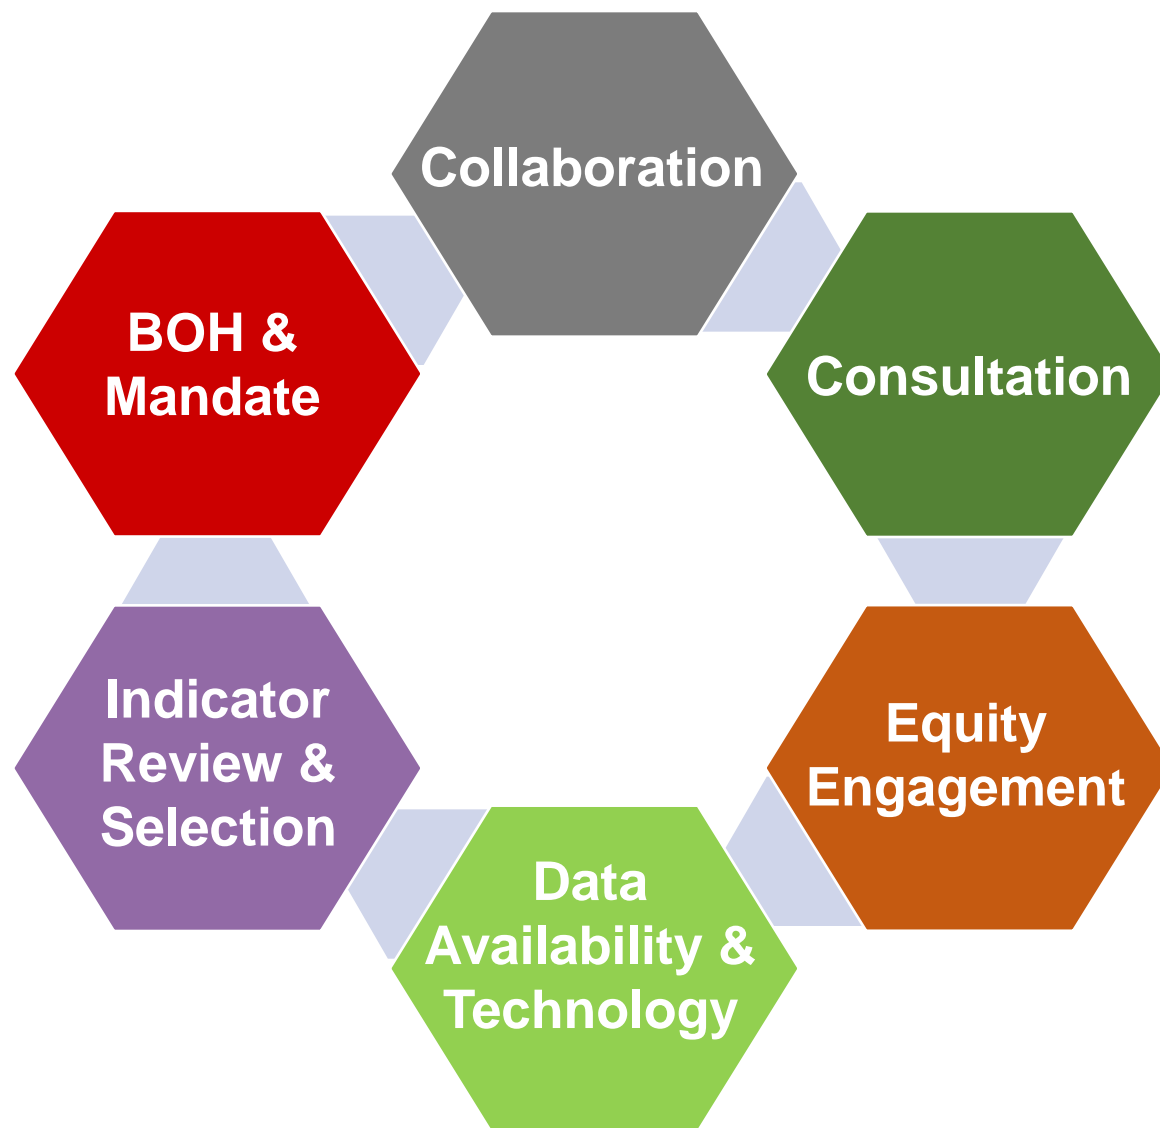 Collaboration
Consultation
Equity
Engagement
Data
Availability &
Technology
Indicator
Review &
Selection
BOH &
Mandate